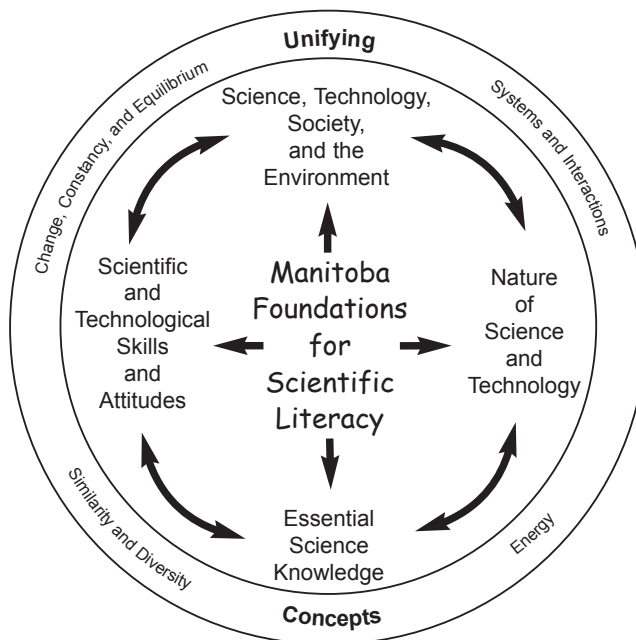 Unifying
Change, Constancy, and Equilibrium
Systems and Interactions
Science, Technology,
Society,
and the
Environment
Scientific
and
Technological
Skills
and
Attitudes
Manitoba
Foundations
for
Scientific
Literacy
Nature
of
Science
and
Technology
Essential
Science
Knowledge
Similarity and Diversity
Energy
Concepts